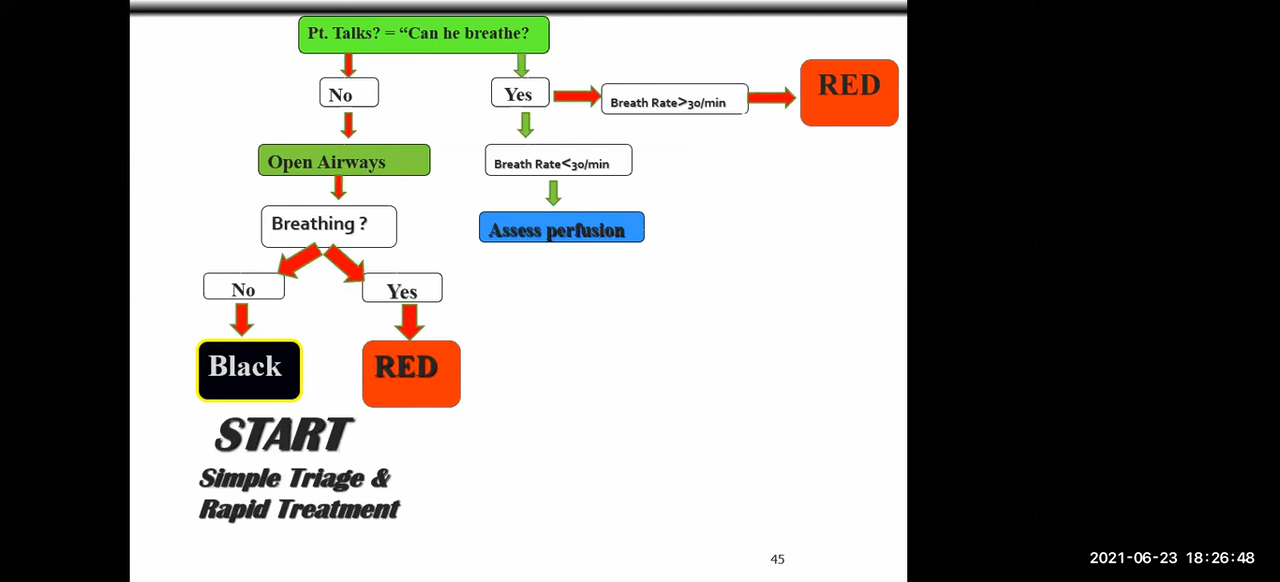 Pt. Talks? = “Can he breathe?
No
Yes
Breath Rate>30/min
RED
Open Airways
Breath Rate<30/min
Breathing ?
Assess perfusion
No
Yes
Black
RED
START
Simple Triage &
Rapid Treatment
45
2021-06-23 18:26:48